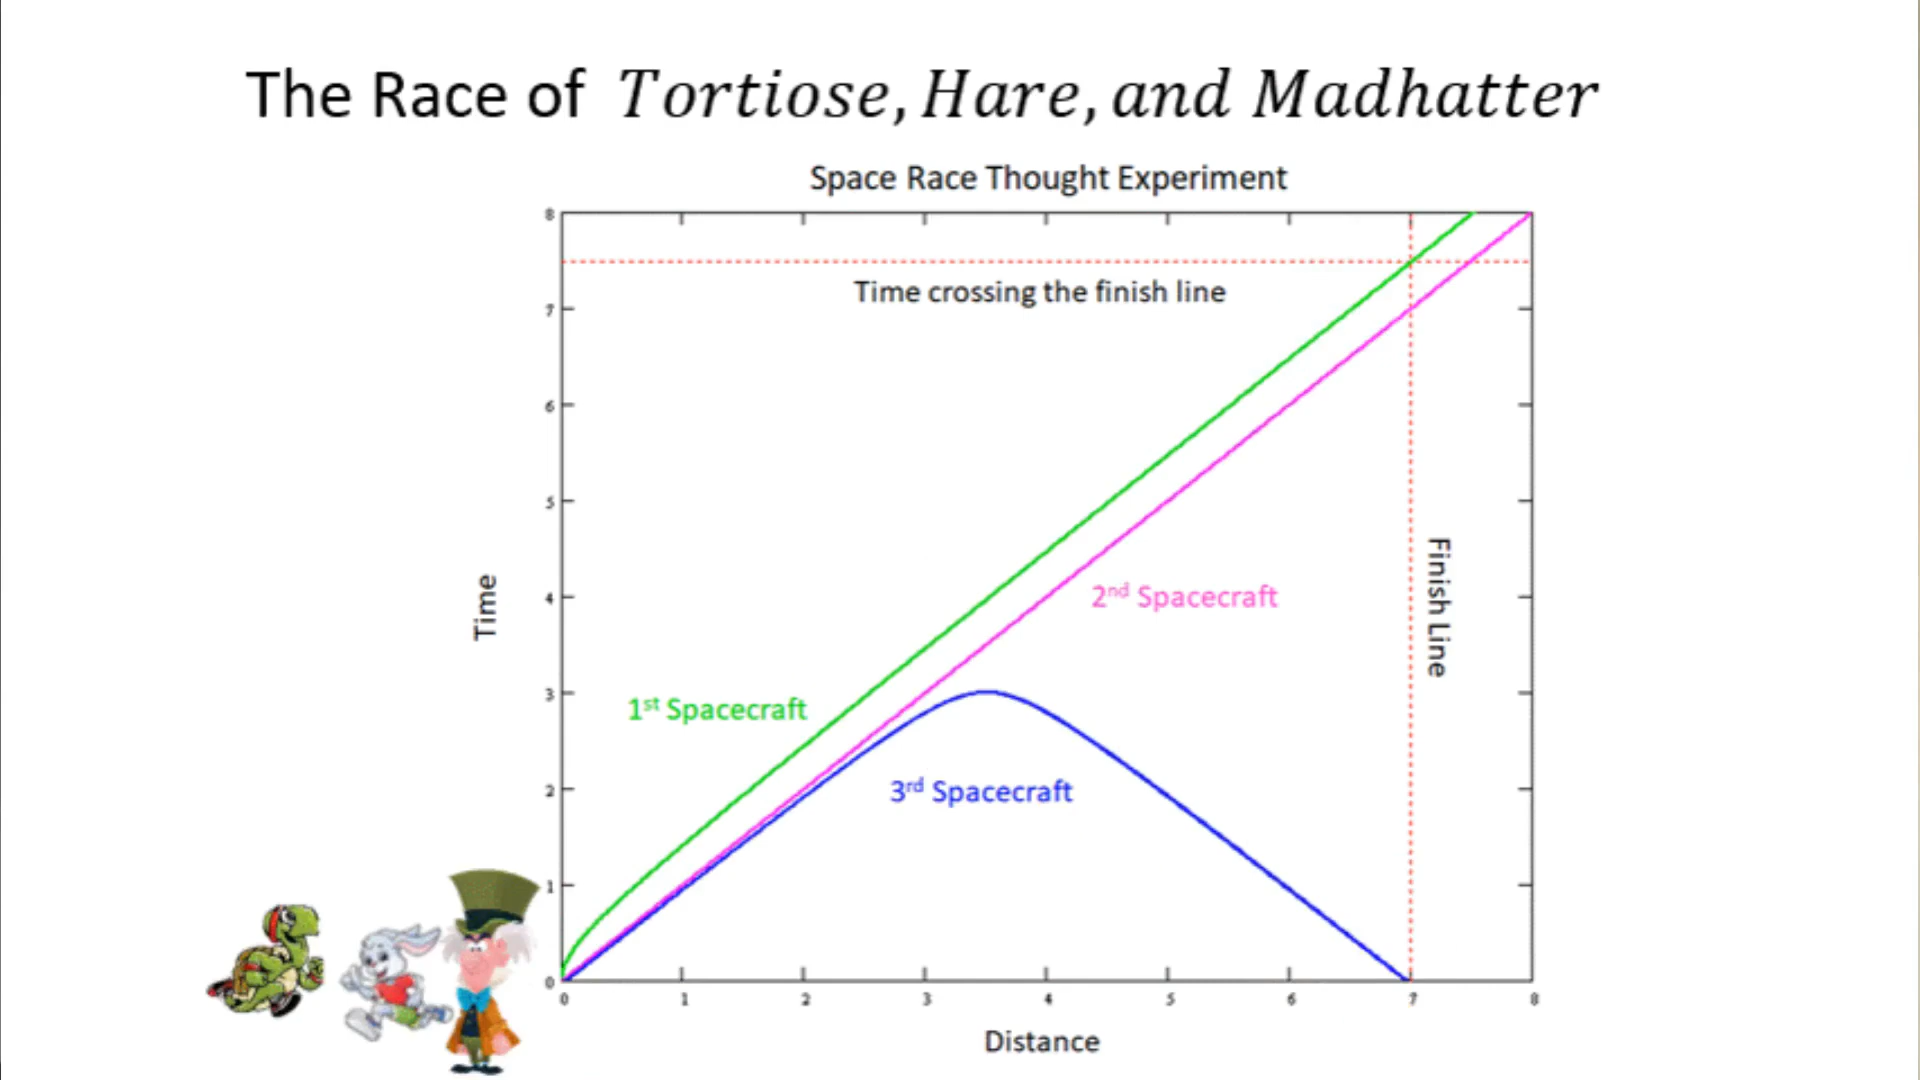 The Race of Tortiose, Hare, and Madhatter
Space Race Thought Experiment
8
7
6
5
4
3
2
1
0
Time
Time crossing the finish line
Finish Line
2nd Spacecraft
1st Spacecraft
3rd Spacecraft
0 1 2 3 4 5 6 7 8
Distance